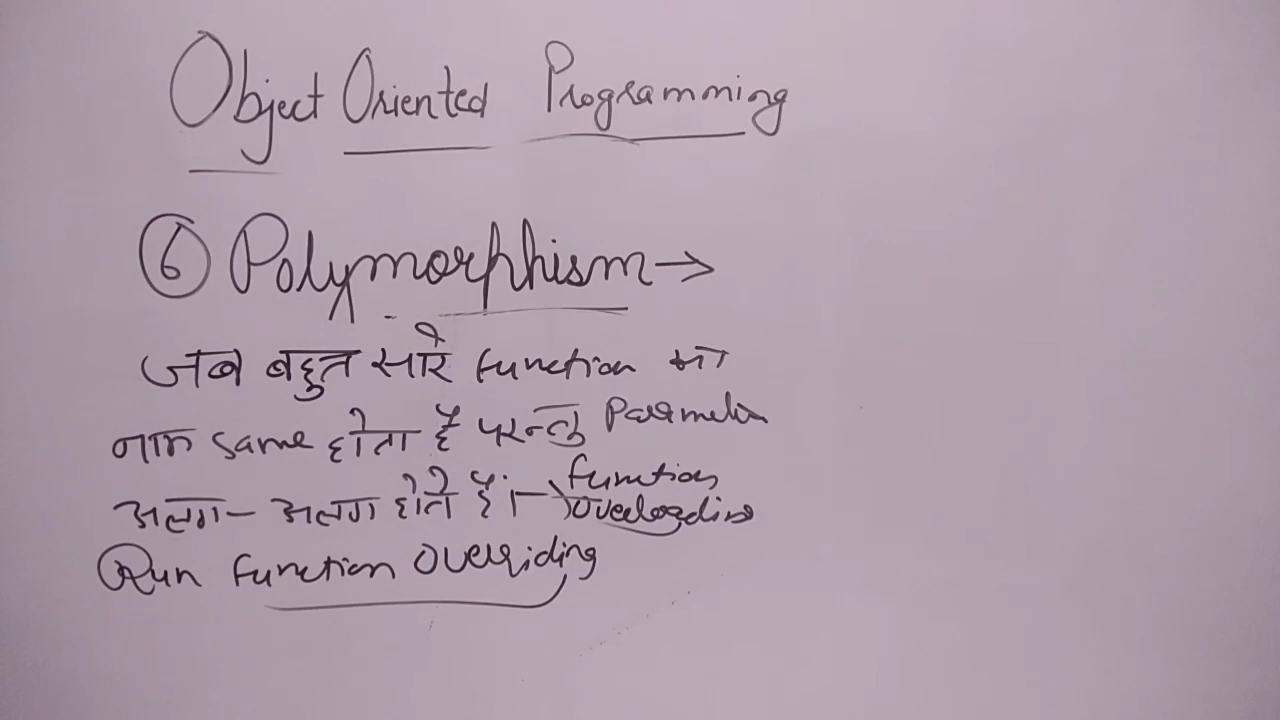 Object Oriented Programming
⑥ Polymorphism →
जब बहुत सारे function का
नाम same होता है परन्तु Parameter
अलग - अलग होते हैं। → function overloading
Run function overriding